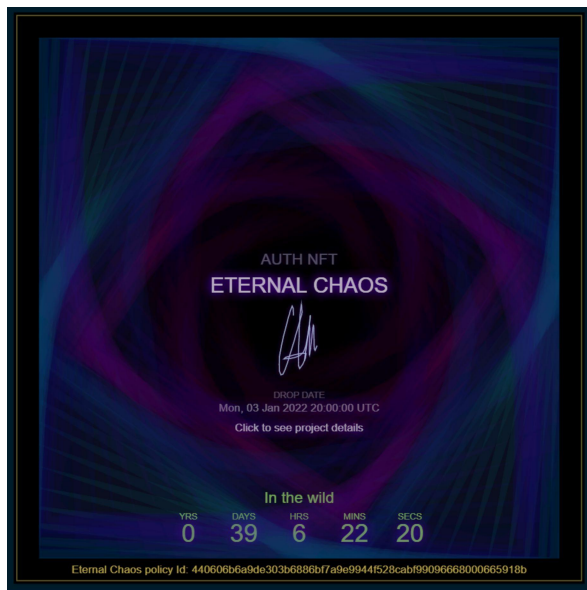 AUTH NFT
ETERNAL CHAOS
DROP DATE
Mon, 03 Jan 2022 20:00:00 UTC
Click to see project details
In the wild
YRS DAYS HRS MINS SECS
0 39 6 22 20
Eternal Chaos policy Id: 440606b6a9de303b6886bf7a9e9944f528cabf99096668000665918b